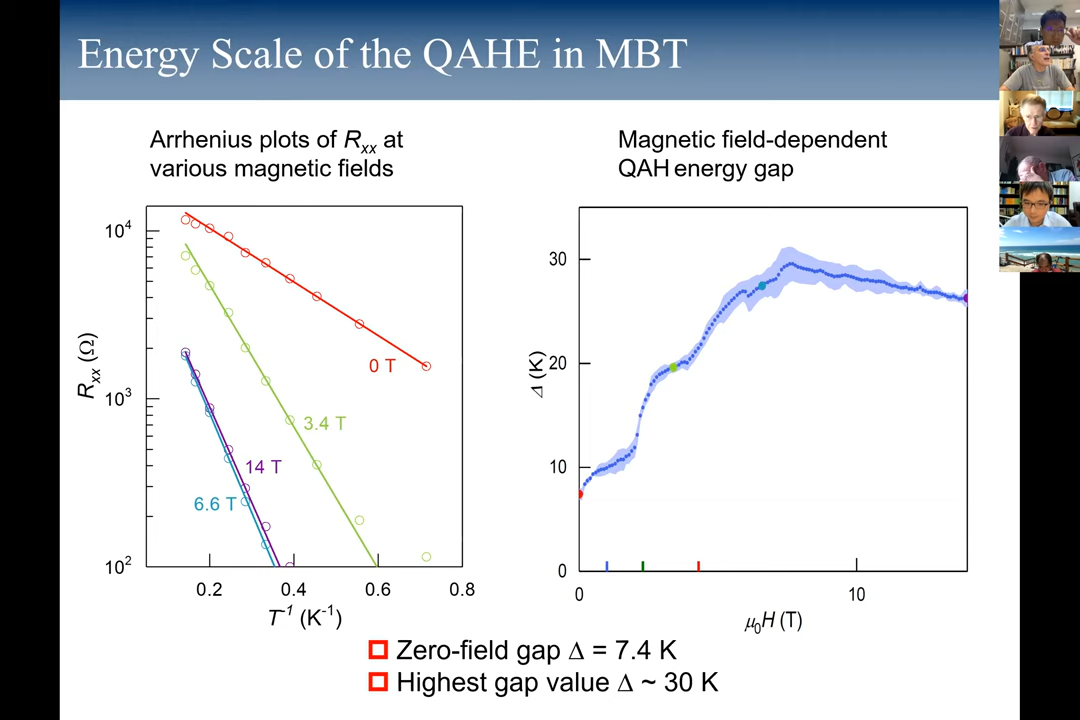 Energy Scale of the QAHE in MBT
Arrhenius plots of Rxx at
various magnetic fields
Magnetic field-dependent
QAH energy gap
10⁴
10³
10²
Rxx (Ω)
0 T
3.4 T
14 T
6.6 T
0.2 0.4 0.6 0.8
T⁻¹ (K⁻¹)
30
20
10
0
Δ (K)
0 10
μ₀H (T)
Zero-field gap Δ = 7.4 K
Highest gap value Δ ~ 30 K